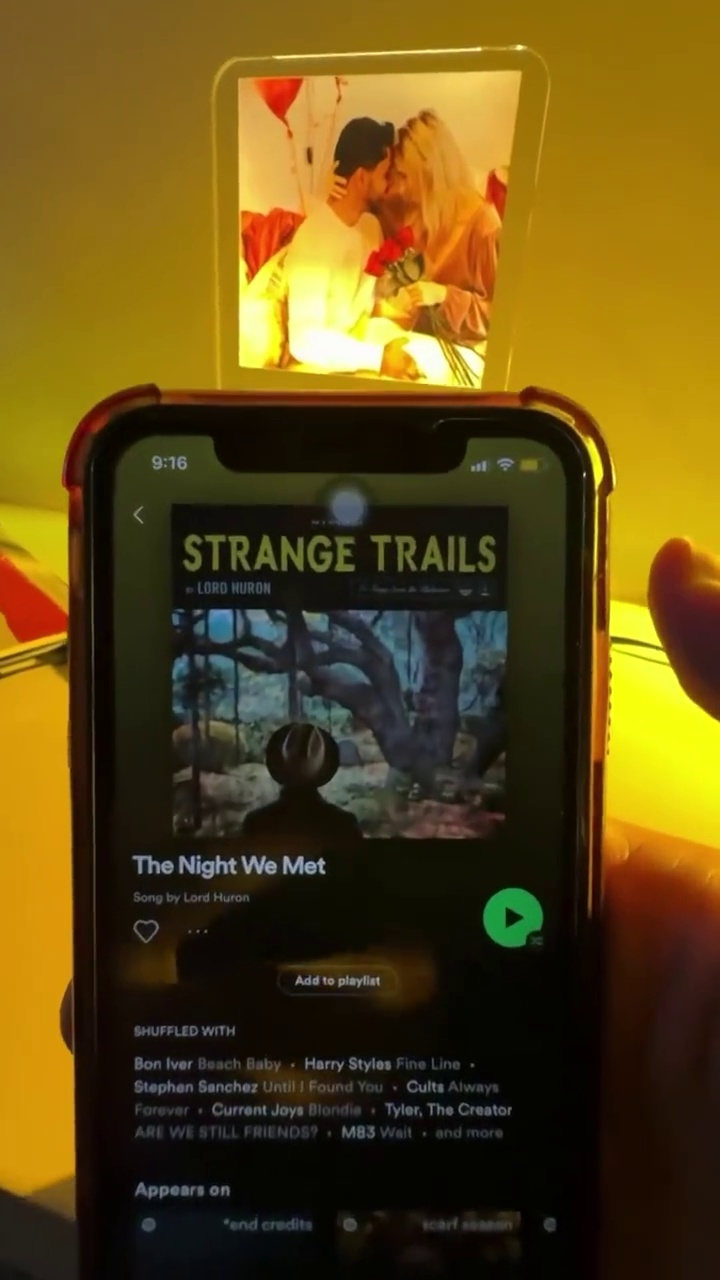 9:16
STRANGE TRAILS
BY LORD HURON
The Night We Met
Song by Lord Huron
Add to playlist
SHUFFLED WITH
Bon Iver Beach Baby • Harry Styles Fine Line •
Stephen Sanchez Until I Found You • Cults Always
Forever • Current Joys Blondie • Tyler, The Creator
ARE WE STILL FRIENDS? • M83 Wait • and more
Appears on
*end credits
scarf season